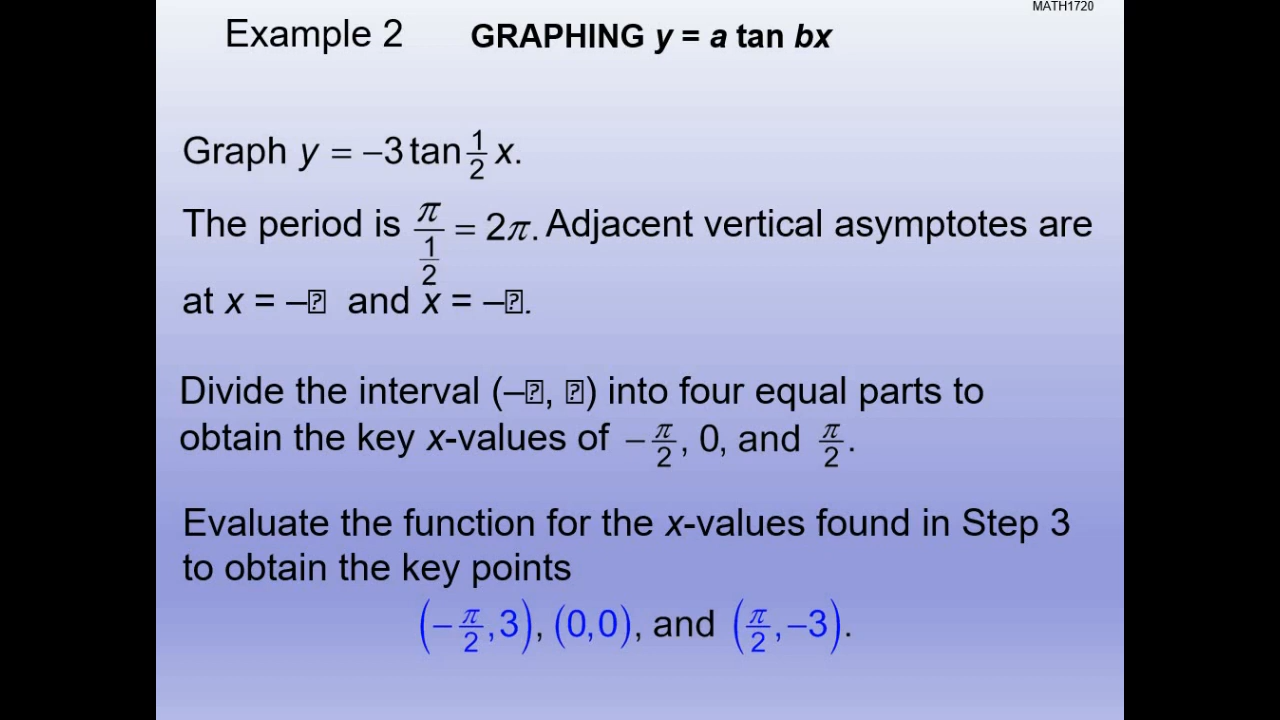 MATH1720
Example 2 GRAPHING y = a tan bx
Graph y = −3 tan 1/2 x.
The period is π/(1/2) = 2π. Adjacent vertical asymptotes are
at x = –⍰ and x = –⍰.
Divide the interval (–⍰, ⍰) into four equal parts to
obtain the key x-values of −π/2, 0, and π/2.
Evaluate the function for the x-values found in Step 3
to obtain the key points
(−π/2, 3), (0,0), and (π/2, −3).